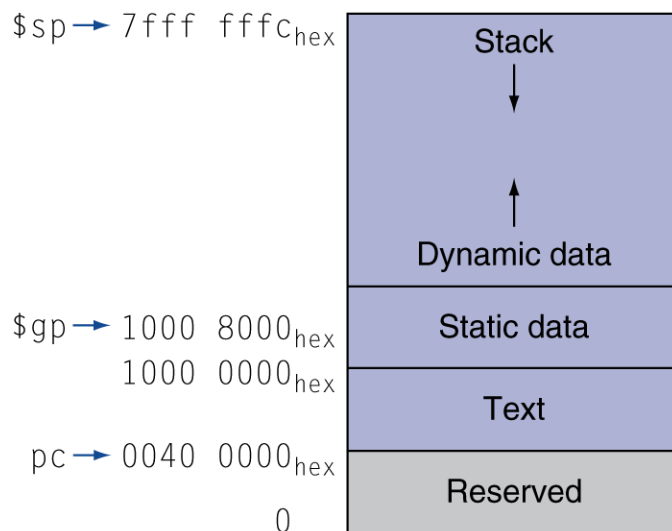 $sp → 7fff fffchex
Stack
Dynamic data
$gp → 1000 8000hex
Static data
1000 0000hex
Text
pc → 0040 0000hex
Reserved
0